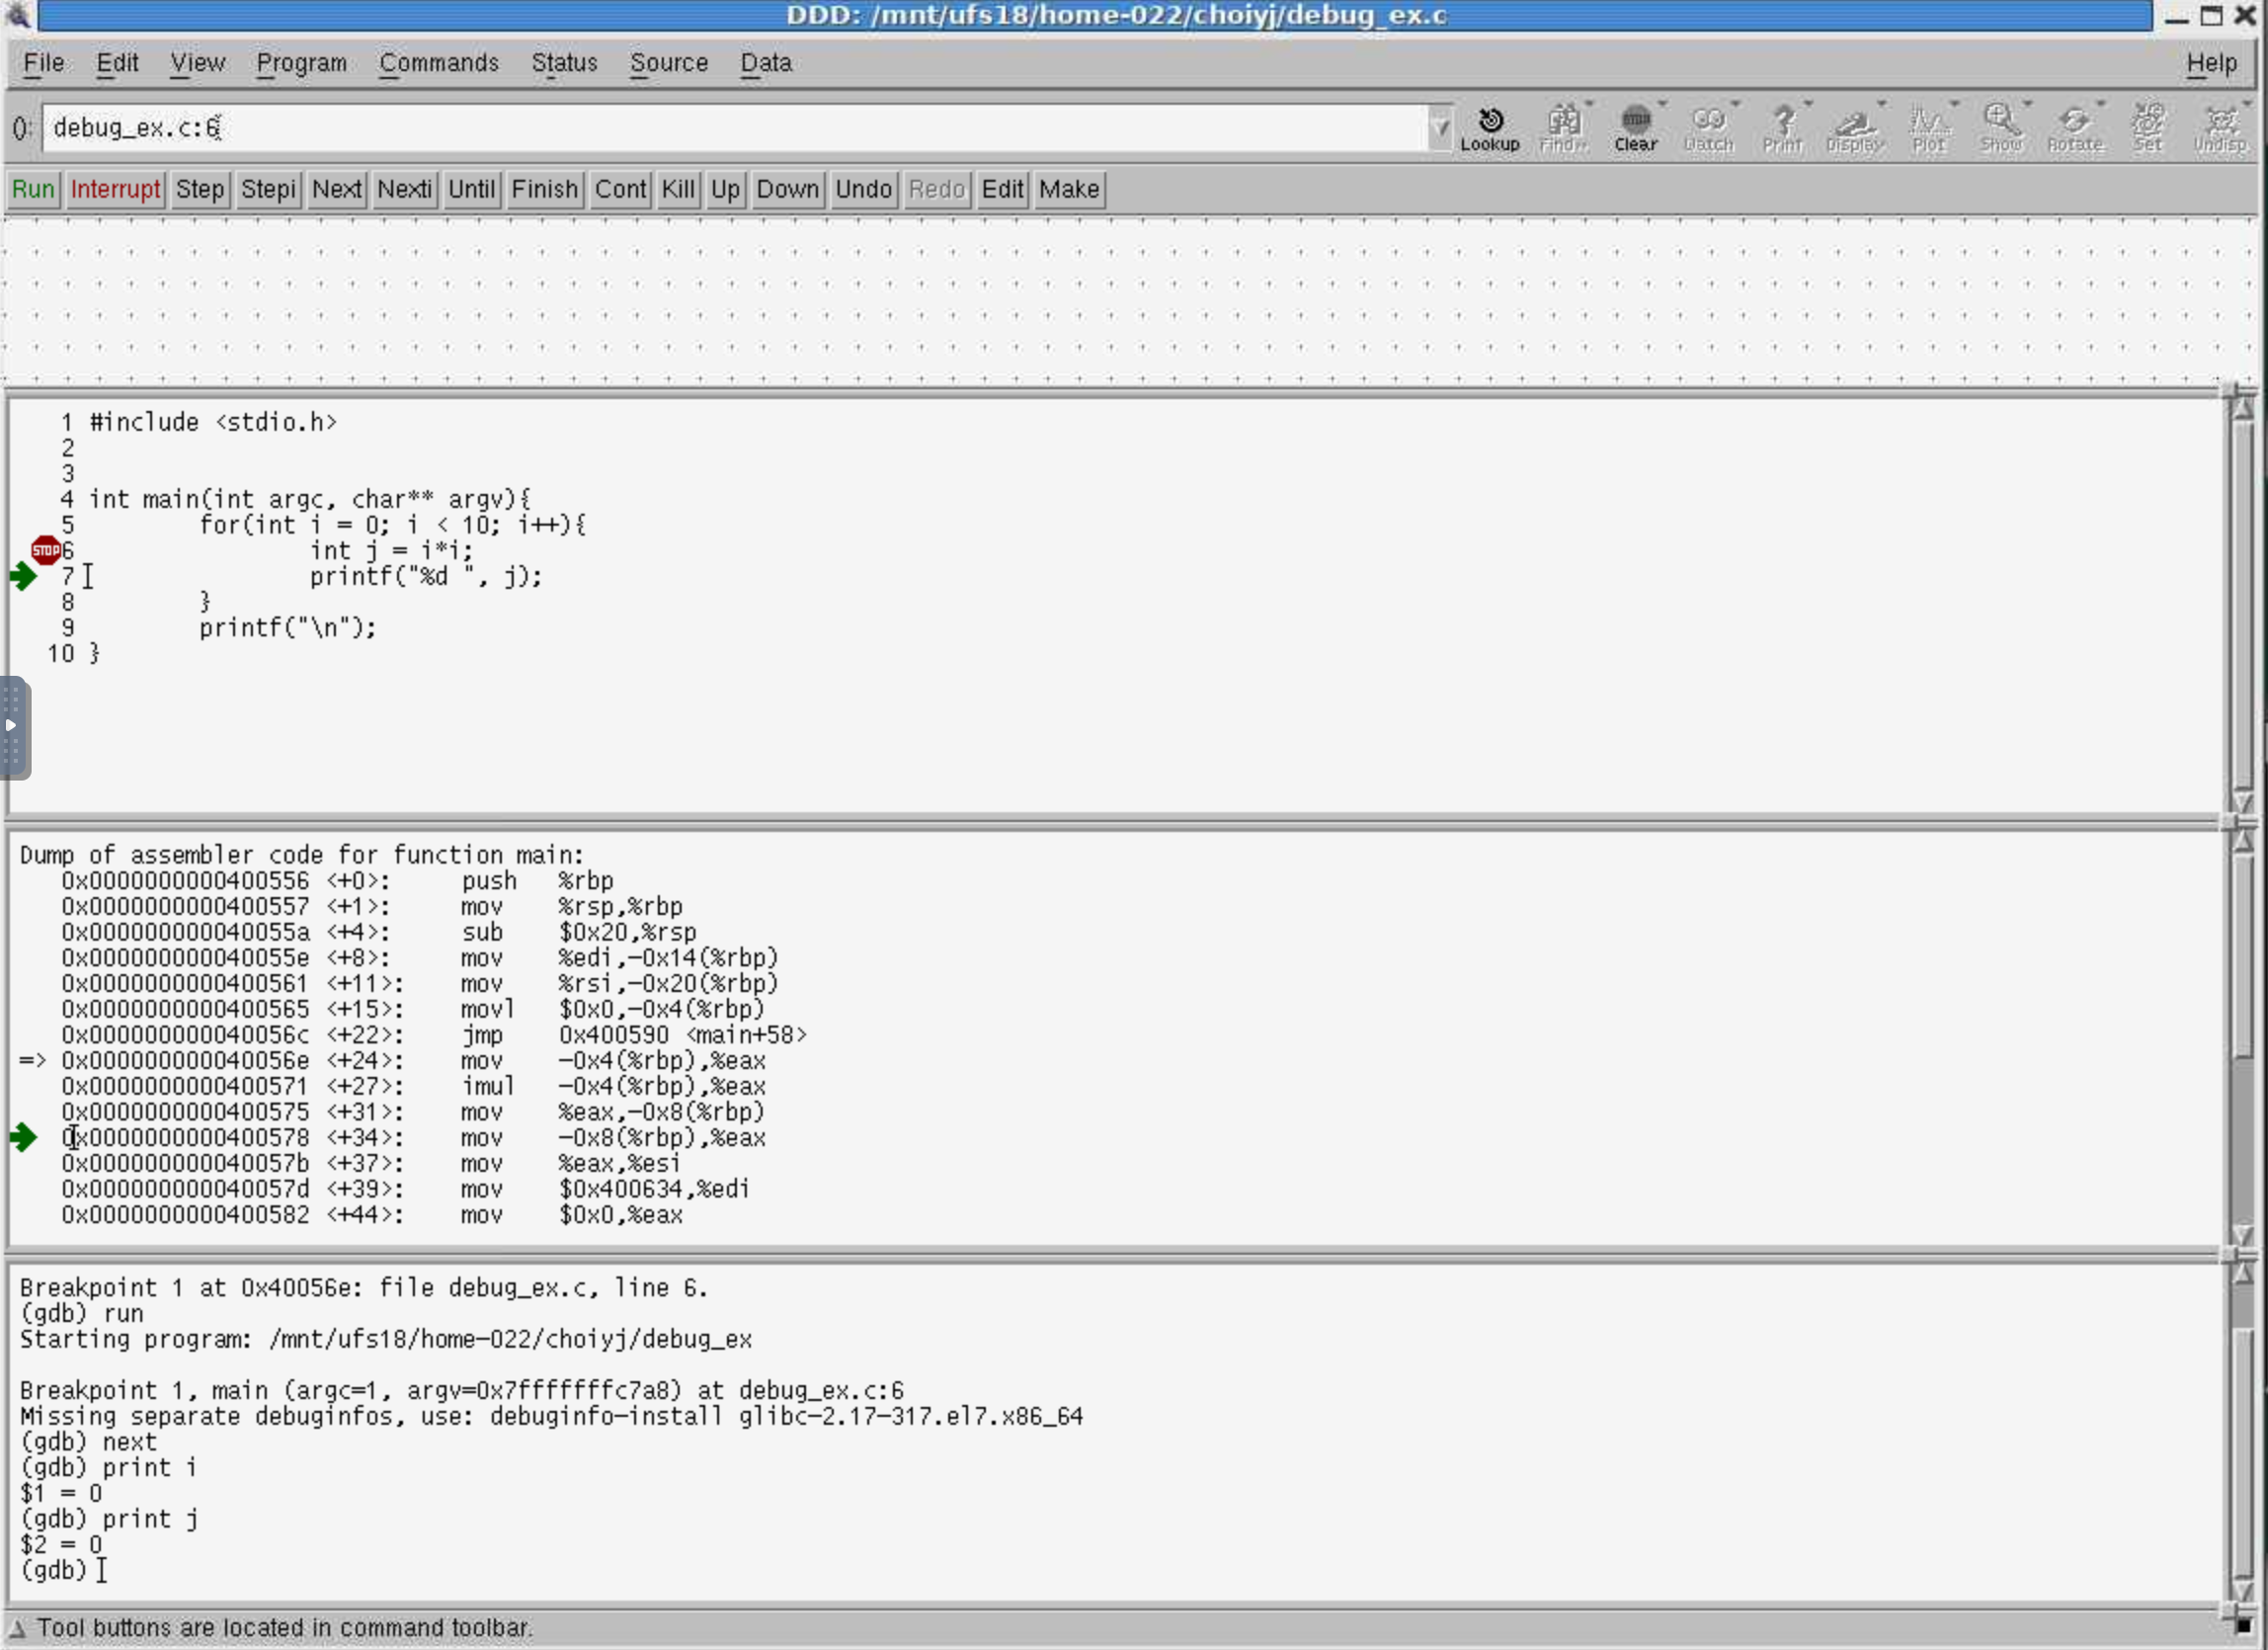 DDD: /mnt/ufs18/home-022/choiyj/debug_ex.c
File Edit View Program Commands Status Source Data Help
(): debug_ex.c:6
Lookup Find>> Clear Watch Print Display Plot Show Rotate Set Undisp
Run Interrupt Step Stepi Next Nexti Until Finish Cont Kill Up Down Undo Redo Edit Make
1 #include <stdio.h>
2
3
4 int main(int argc, char** argv){
5 for(int i = 0; i < 10; i++){
STOP 6 int j = i*i;
7 printf("%d ", j);
8 }
9 printf("\n");
10 }
Dump of assembler code for function main:
0x0000000000400556 <+0>: push %rbp
0x0000000000400557 <+1>: mov %rsp,%rbp
0x000000000040055a <+4>: sub $0x20,%rsp
0x000000000040055e <+8>: mov %edi,-0x14(%rbp)
0x0000000000400561 <+11>: mov %rsi,-0x20(%rbp)
0x0000000000400565 <+15>: movl $0x0,-0x4(%rbp)
0x000000000040056c <+22>: jmp 0x400590 <main+58>
=> 0x000000000040056e <+24>: mov -0x4(%rbp),%eax
0x0000000000400571 <+27>: imul -0x4(%rbp),%eax
0x0000000000400575 <+31>: mov %eax,-0x8(%rbp)
0x0000000000400578 <+34>: mov -0x8(%rbp),%eax
0x000000000040057b <+37>: mov %eax,%esi
0x000000000040057d <+39>: mov $0x400634,%edi
0x0000000000400582 <+44>: mov $0x0,%eax
Breakpoint 1 at 0x40056e: file debug_ex.c, line 6.
(gdb) run
Starting program: /mnt/ufs18/home-022/choiyj/debug_ex
Breakpoint 1, main (argc=1, argv=0x7fffffffc7a8) at debug_ex.c:6
Missing separate debuginfos, use: debuginfo-install glibc-2.17-317.el7.x86_64
(gdb) next
(gdb) print i
$1 = 0
(gdb) print j
$2 = 0
(gdb)
Tool buttons are located in command toolbar.